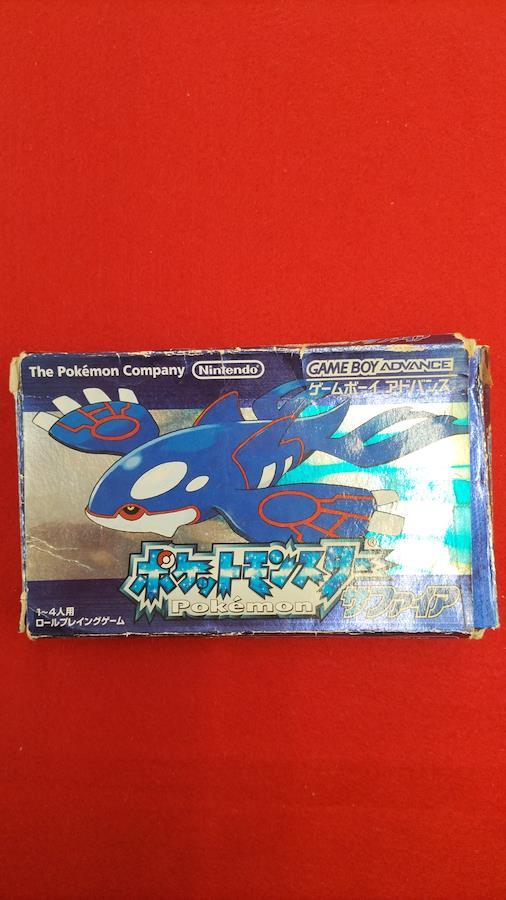 The Pokémon Company
Nintendo
GAME BOY ADVANCE
ゲームボーイ アドバンス
ポケットモンスター
Pokémon
サファイア
1~4人用
ロールプレイングゲーム